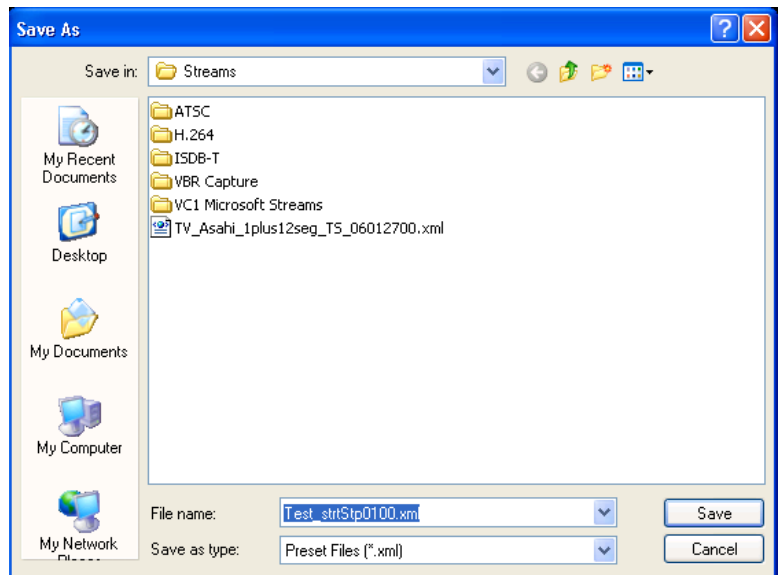 Save As
Save in:
Streams
My Recent
Documents
Desktop
My Documents
My Computer
My Network
ATSC
H.264
ISDB-T
VBR Capture
VC1 Microsoft Streams
TV_Asahi_1plus12seg_TS_06012700.xml
File name:
Test_strtStp0100.xml
Save
Save as type:
Preset Files (*.xml)
Cancel